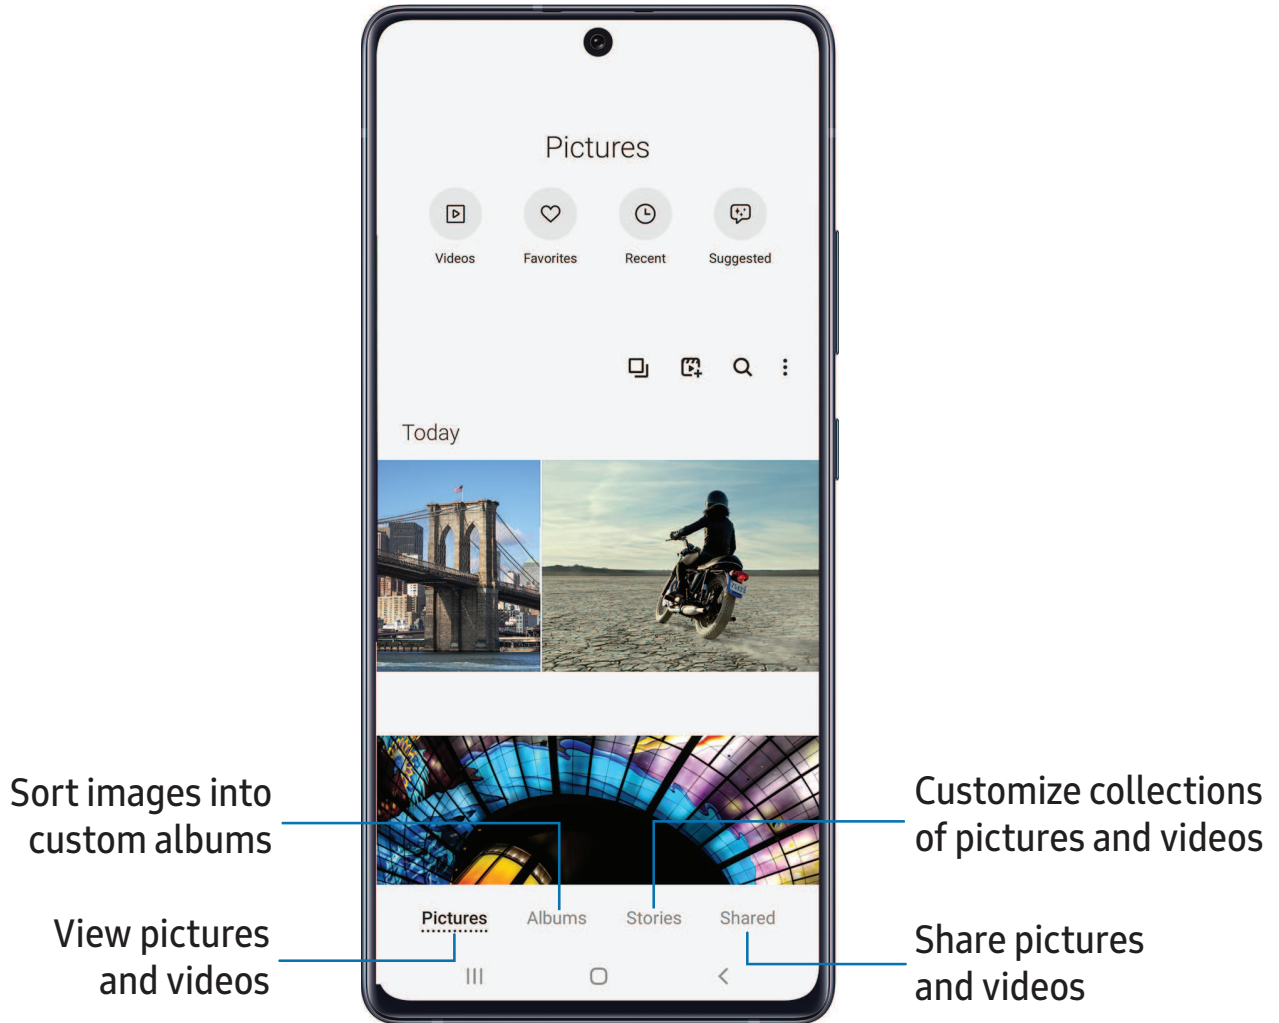 Pictures
Videos
Favorites
Recent
Suggested
Today
Sort images into
custom albums
Customize collections
of pictures and videos
Pictures
Albums
Stories
Shared
View pictures
and videos
Share pictures
and videos